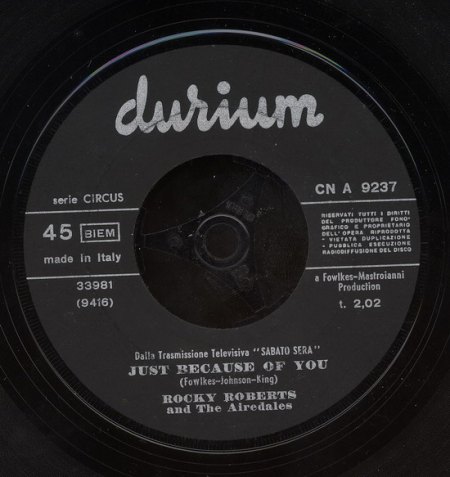 durium
serie CIRCUS
45 BIEM
made in Italy
33981
(9416)
CN A 9237
RISERVATI TUTTI I DIRITTI
DEL PRODUTTORE FONO-
GRAFICO E PROPRIETARIO
DELL'OPERA RIPRODOTTA
- VIETATA DUPLICAZIONE
- PUBBLICA ESECUZIONE
RADIODIFFUSIONE DEL DISCO
a Fowlkes-Mastroianni
Production
t. 2,02
Dalla Trasmissione Televisiva "SABATO SERA"
JUST BECAUSE OF YOU
(Fowlkes-Johnson-King)
ROCKY ROBERTS
and The Airedales